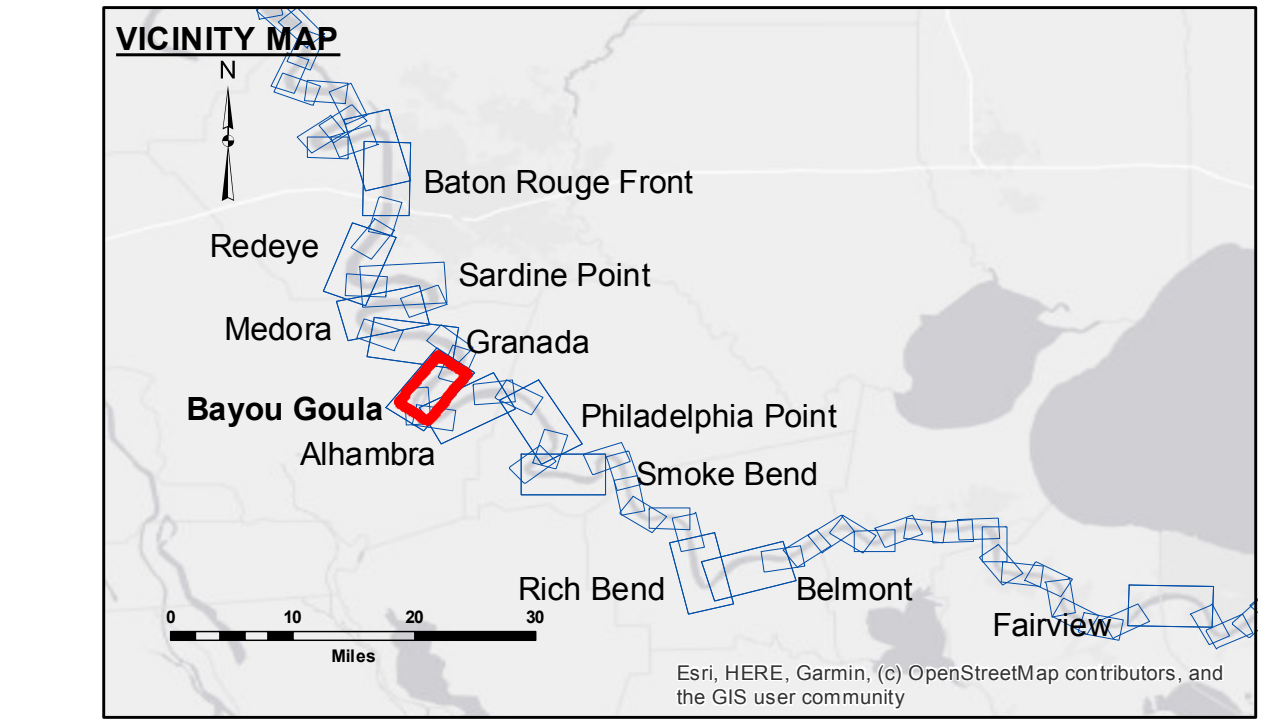 VICINITY MAP
N
Baton Rouge Front
Redeye
Sardine Point
Medora
Granada
Bayou Goula
Philadelphia Point
Alhambra
Smoke Bend
Rich Bend
Belmont
Fairview
0 10 20 30
Miles
Esri, HERE, Garmin, (c) OpenStreetMap contributors, and
the GIS user community